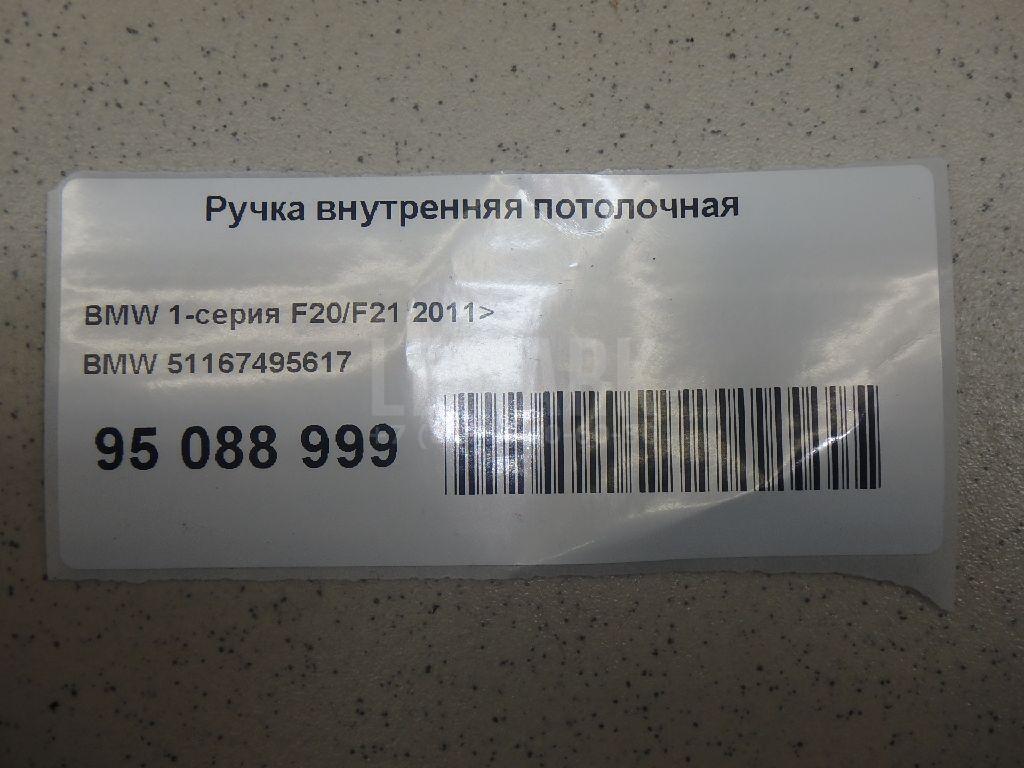 Ручка внутренняя потолочная
BMW 1-серия F20/F21 2011>
BMW 51167495617
95 088 999